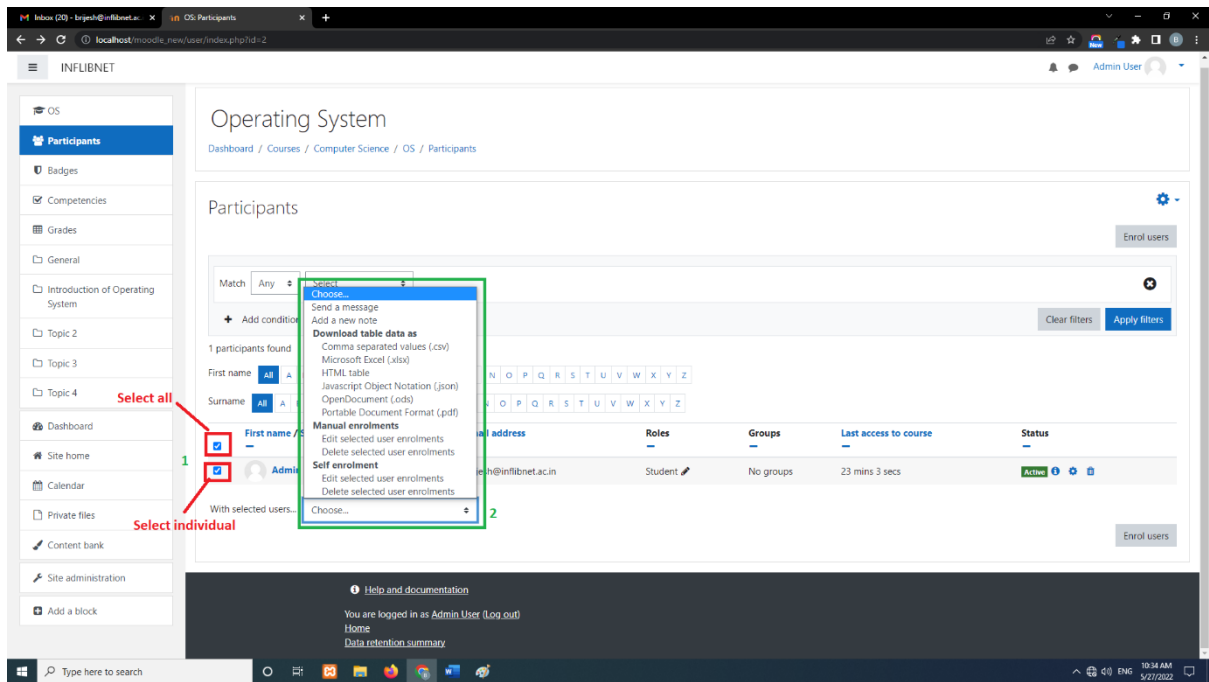 Inbox (20) - brijesh@inflibnet.ac. OS: Participants
localhost/moodle_new/user/index.php?id=2
New
B
INFLIBNET
Admin User
OS
Participants
Badges
Competencies
Grades
General
Introduction of Operating
System
Topic 2
Topic 3
Topic 4
Dashboard
Site home
Calendar
Private files
Content bank
Site administration
Add a block
Operating System
Dashboard / Courses / Computer Science / OS / Participants
Participants
Enrol users
Match Any Select
Add condition
Clear filters Apply filters
1 participants found
First name All A N O P Q R S T U V W X Y Z
Surname All A O P Q R S T U V W X Y Z
Choose...
Send a message
Add a new note
Download table data as
Comma separated values (.csv)
Microsoft Excel (.xlsx)
HTML table
Javascript Object Notation (.json)
OpenDocument (.ods)
Portable Document Format (.pdf)
Manual enrolments
Edit selected user enrolments
Delete selected user enrolments
Self enrolment
Edit selected user enrolments
Delete selected user enrolments
Select all
1
Select individual
2
First name / S ail address Roles Groups Last access to course Status
Admin jesh@inflibnet.ac.in Student No groups 23 mins 3 secs Active
With selected users... Choose...
Enrol users
Help and documentation
You are logged in as Admin User (Log out)
Home
Data retention summary
Type here to search
ENG 10:34 AM
5/27/2022